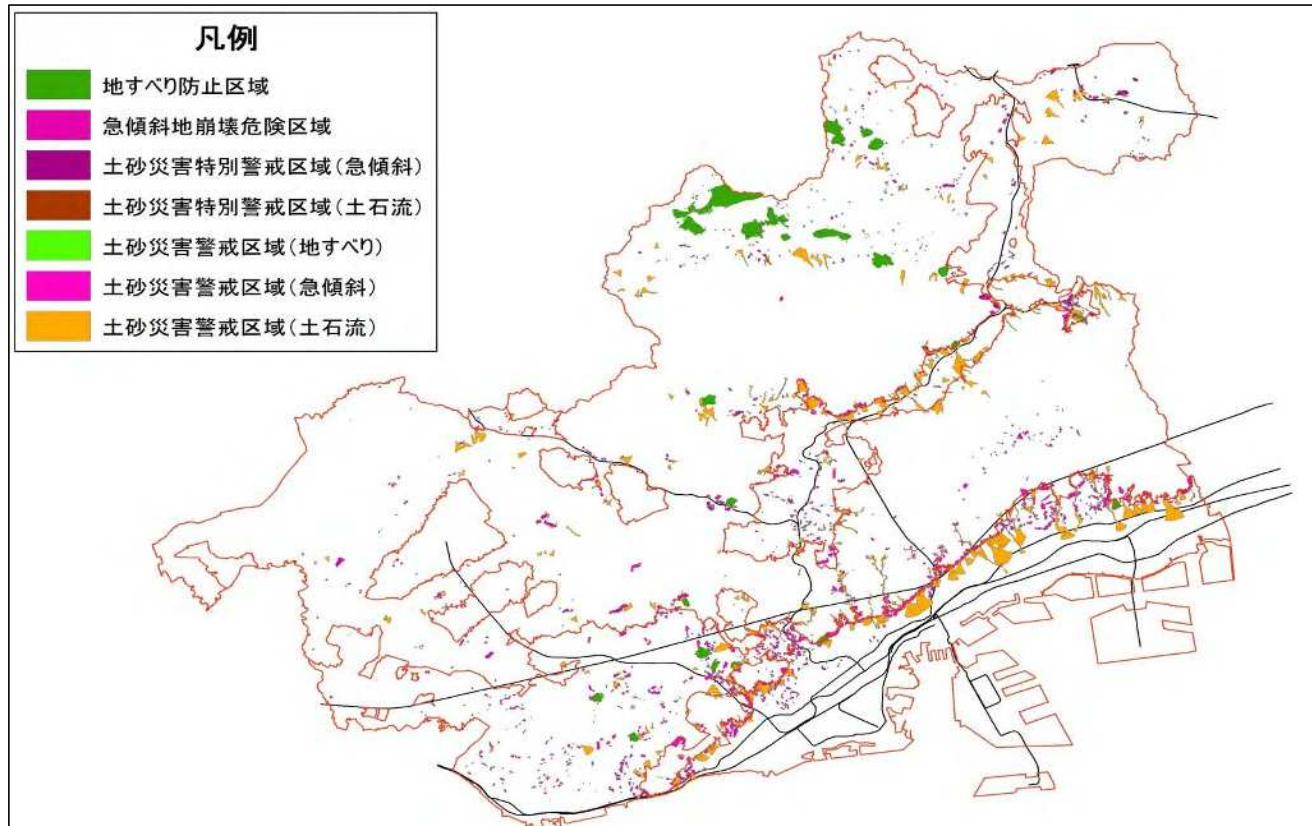 凡例
地すべり防止区域
急傾斜地崩壊危険区域
土砂災害特別警戒区域(急傾斜)
土砂災害特別警戒区域(土石流)
土砂災害警戒区域(地すべり)
土砂災害警戒区域(急傾斜)
土砂災害警戒区域(土石流)